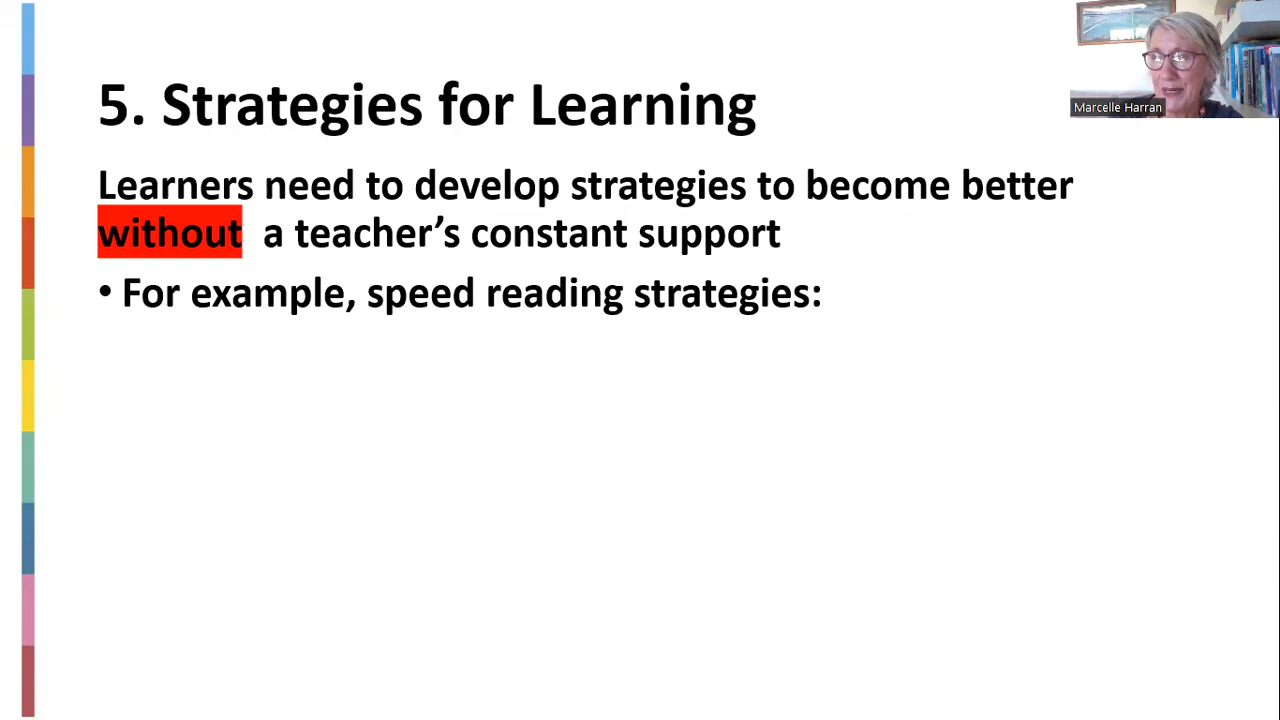 5. Strategies for Learning
Marcelle Harran
Learners need to develop strategies to become better
without a teacher’s constant support
• For example, speed reading strategies: